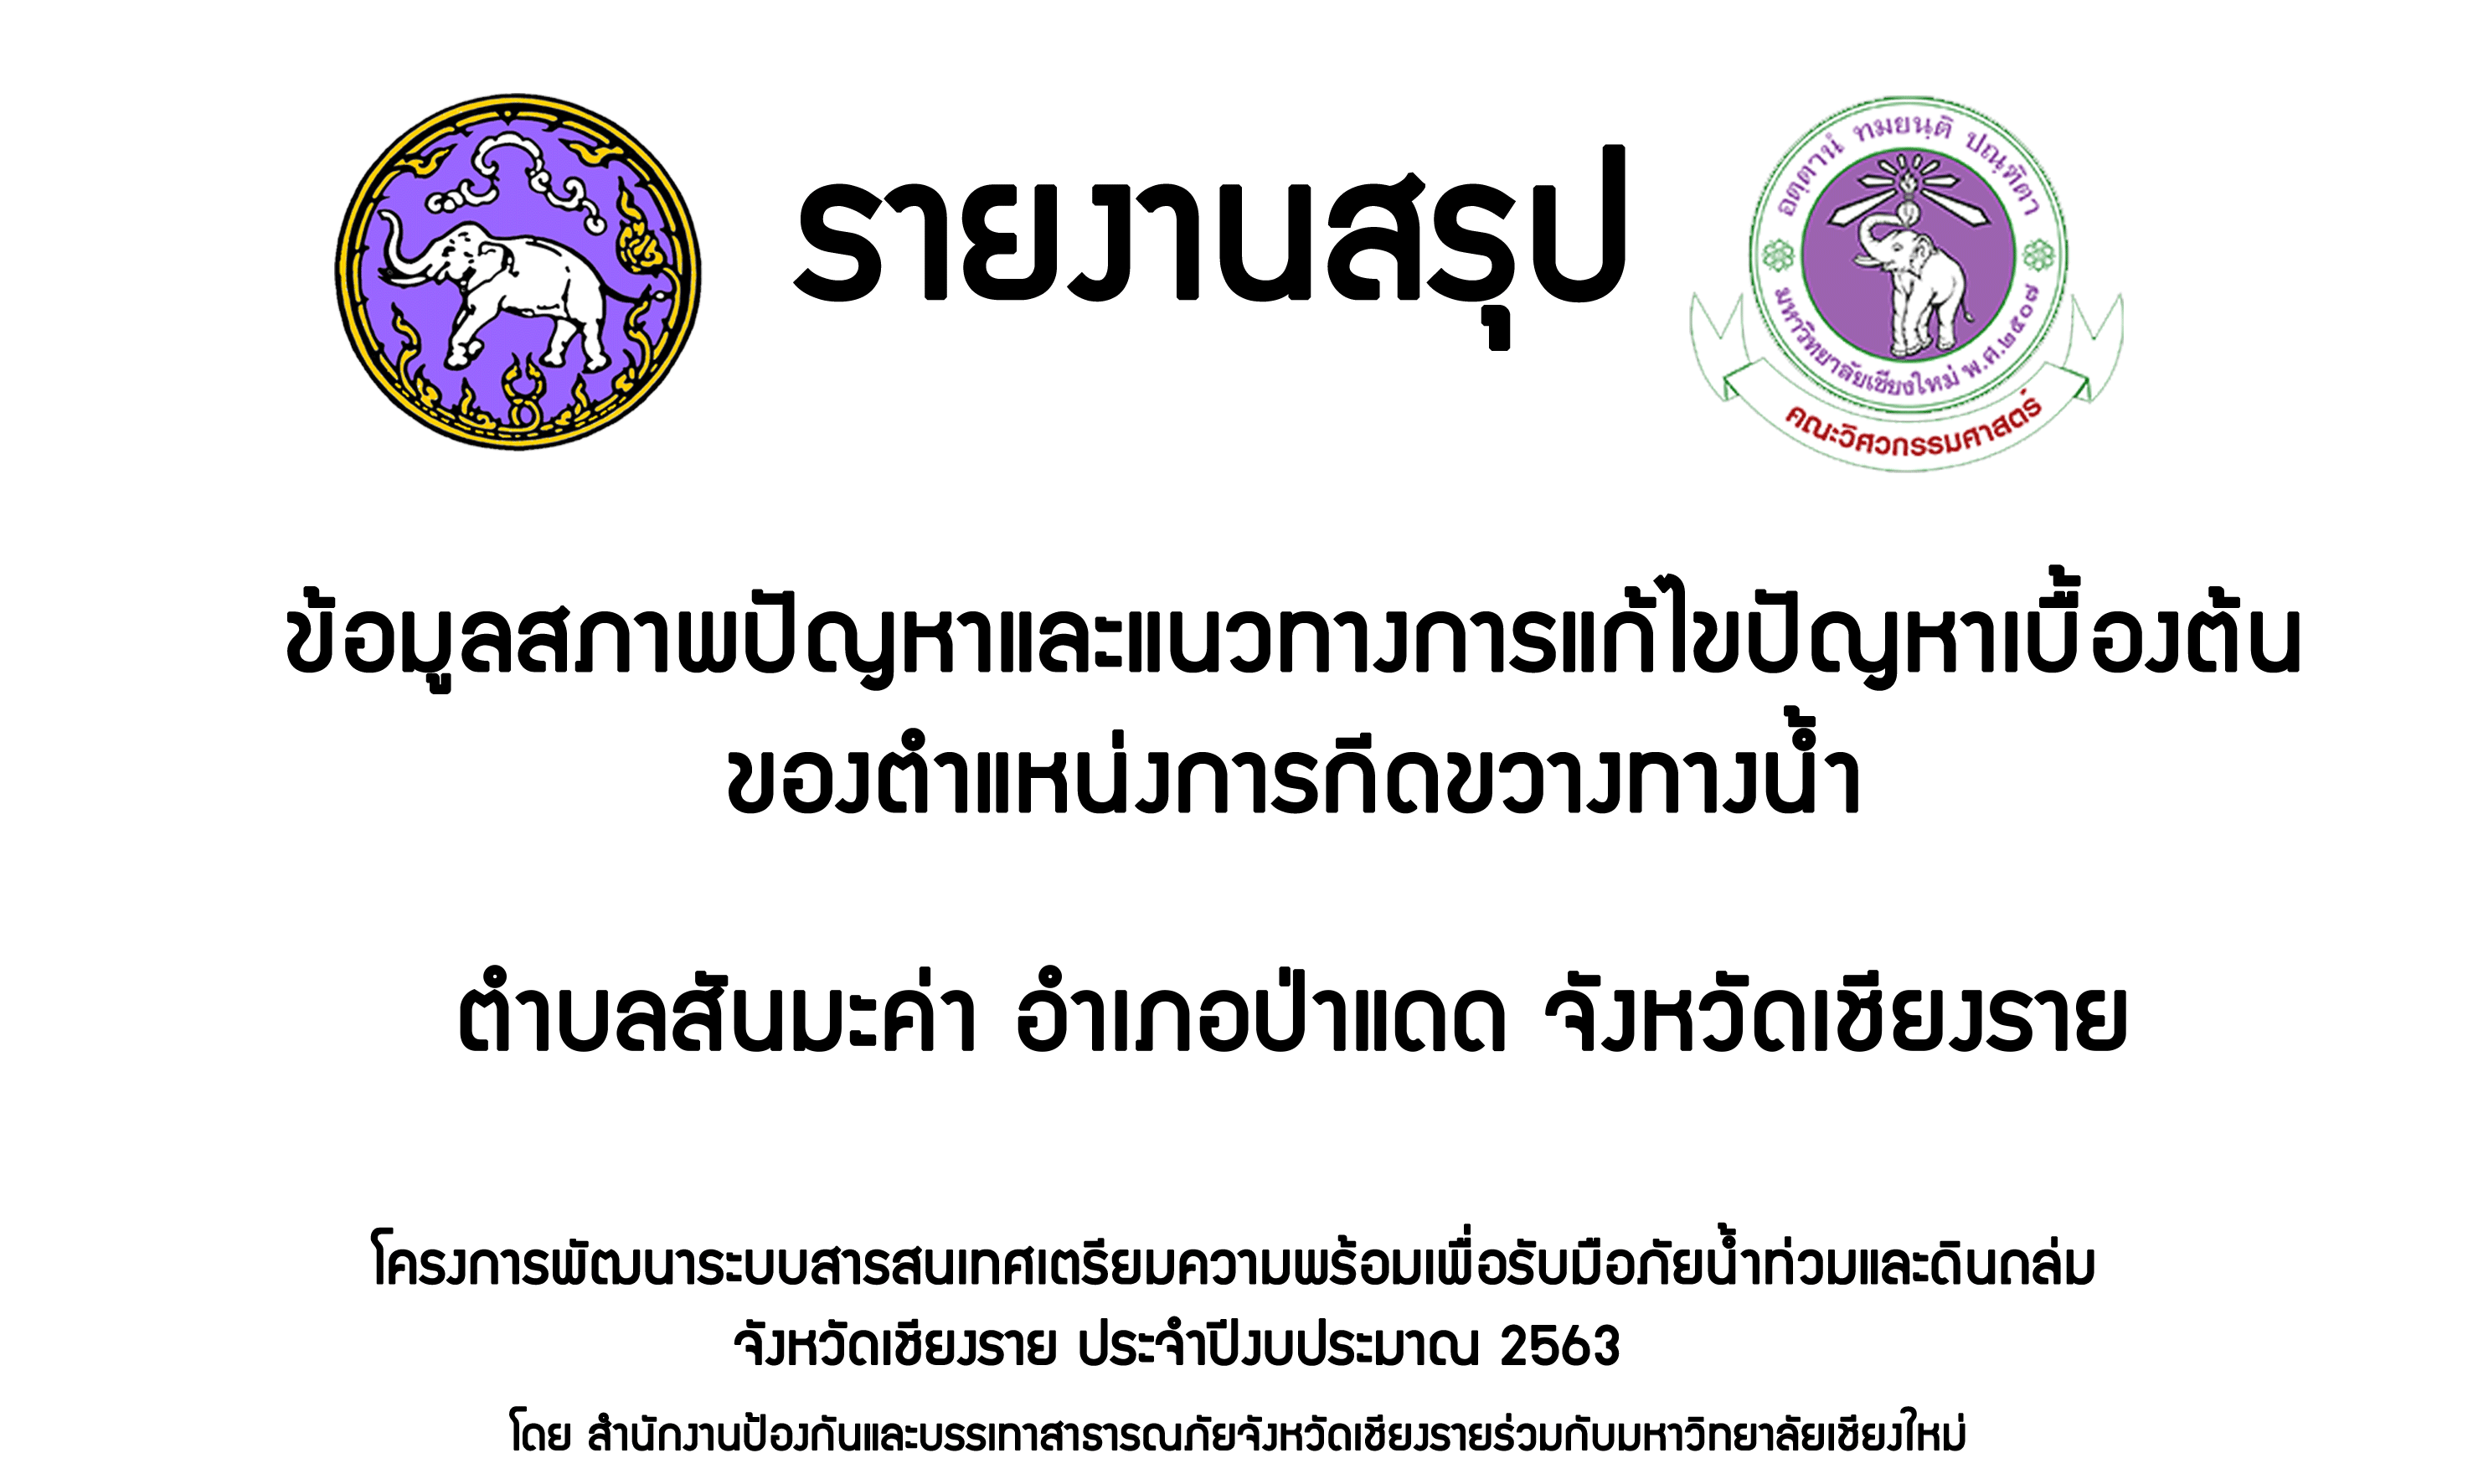 รายงานสรุป
อตฺตานํ ทมยนฺติ ปณฺฑิตา
มหาวิทยาลัยเชียงใหม่ พ.ศ.๒๕๐๗
คณะวิศวกรรมศาสตร์
ข้อมูลสภาพปัญหาและแนวทางการแก้ไขปัญหาเบื้องต้น
ของตำแหน่งการกีดขวางทางน้ำ
ตำบลสันมะค่า อำเภอป่าแดด จังหวัดเชียงราย
โครงการพัฒนาระบบสารสนเทศเตรียมความพร้อมเพื่อรับมือภัยน้ำท่วมและดินถล่ม
จังหวัดเชียงราย ประจำปีงบประมาณ 2563
โดย สำนักงานป้องกันและบรรเทาสาธารณภัยจังหวัดเชียงรายร่วมกับมหาวิทยาลัยเชียงใหม่